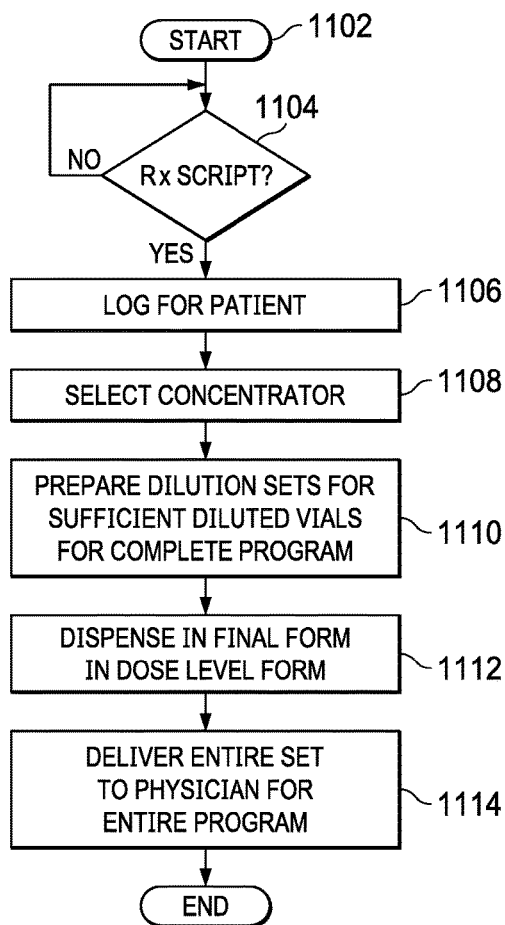 START
1102
1104
NO
Rx SCRIPT?
YES
LOG FOR PATIENT
1106
SELECT CONCENTRATOR
1108
PREPARE DILUTION SETS FOR
SUFFICIENT DILUTED VIALS
FOR COMPLETE PROGRAM
1110
DISPENSE IN FINAL FORM
IN DOSE LEVEL FORM
1112
DELIVER ENTIRE SET
TO PHYSICIAN FOR
ENTIRE PROGRAM
1114
END